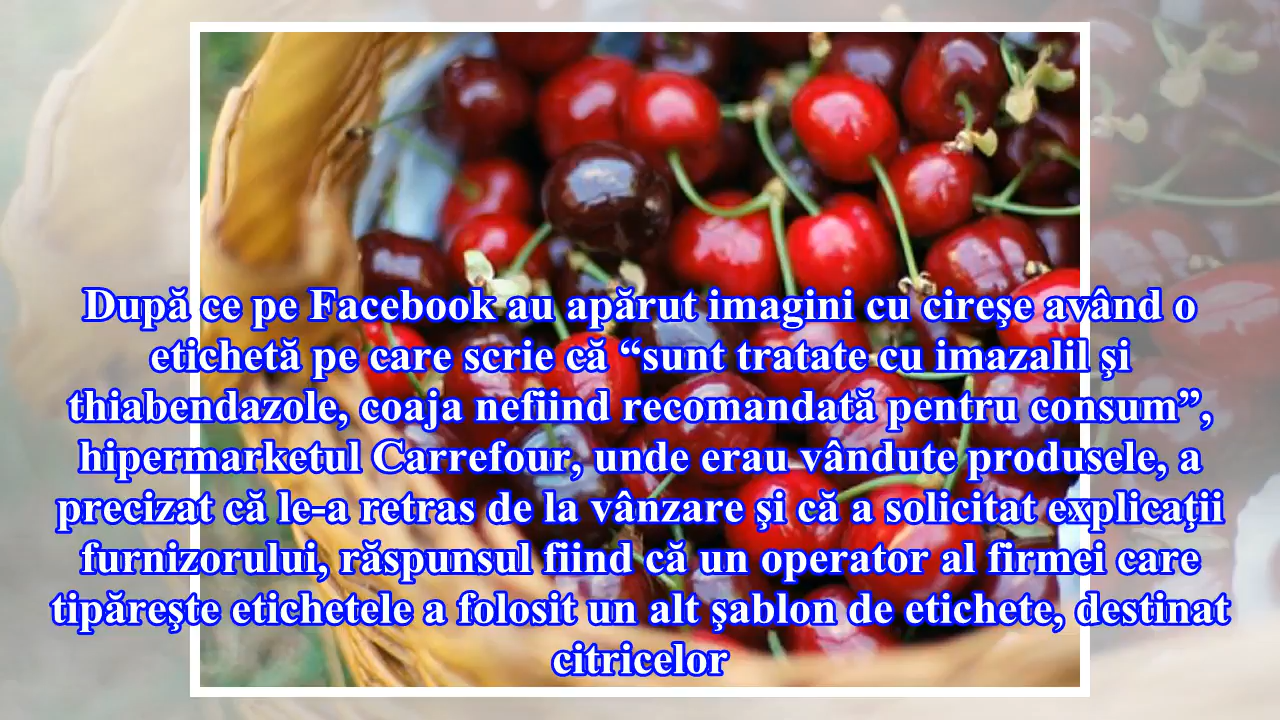 După ce pe Facebook au apărut imagini cu cireşe având o
etichetă pe care scrie că “sunt tratate cu imazalil şi
thiabendazole, coaja nefiind recomandată pentru consum”,
hipermarketul Carrefour, unde erau vândute produsele, a
precizat că le-a retras de la vânzare şi că a solicitat explicaţii
furnizorului, răspunsul fiind că un operator al firmei care
tipăreşte etichetele a folosit un alt şablon de etichete, destinat
citricelor